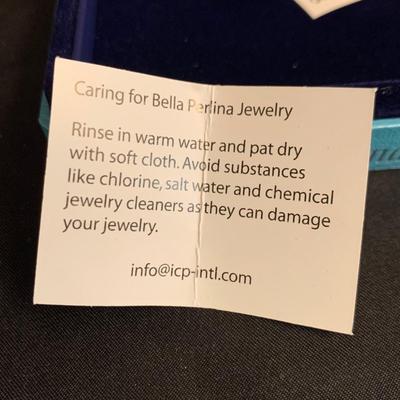 Caring for Bella Perlina Jewelry
Rinse in warm water and pat dry
with soft cloth. Avoid substances
like chlorine, salt water and chemical
jewelry cleaners as they can damage
your jewelry.
info@icp-intl.com